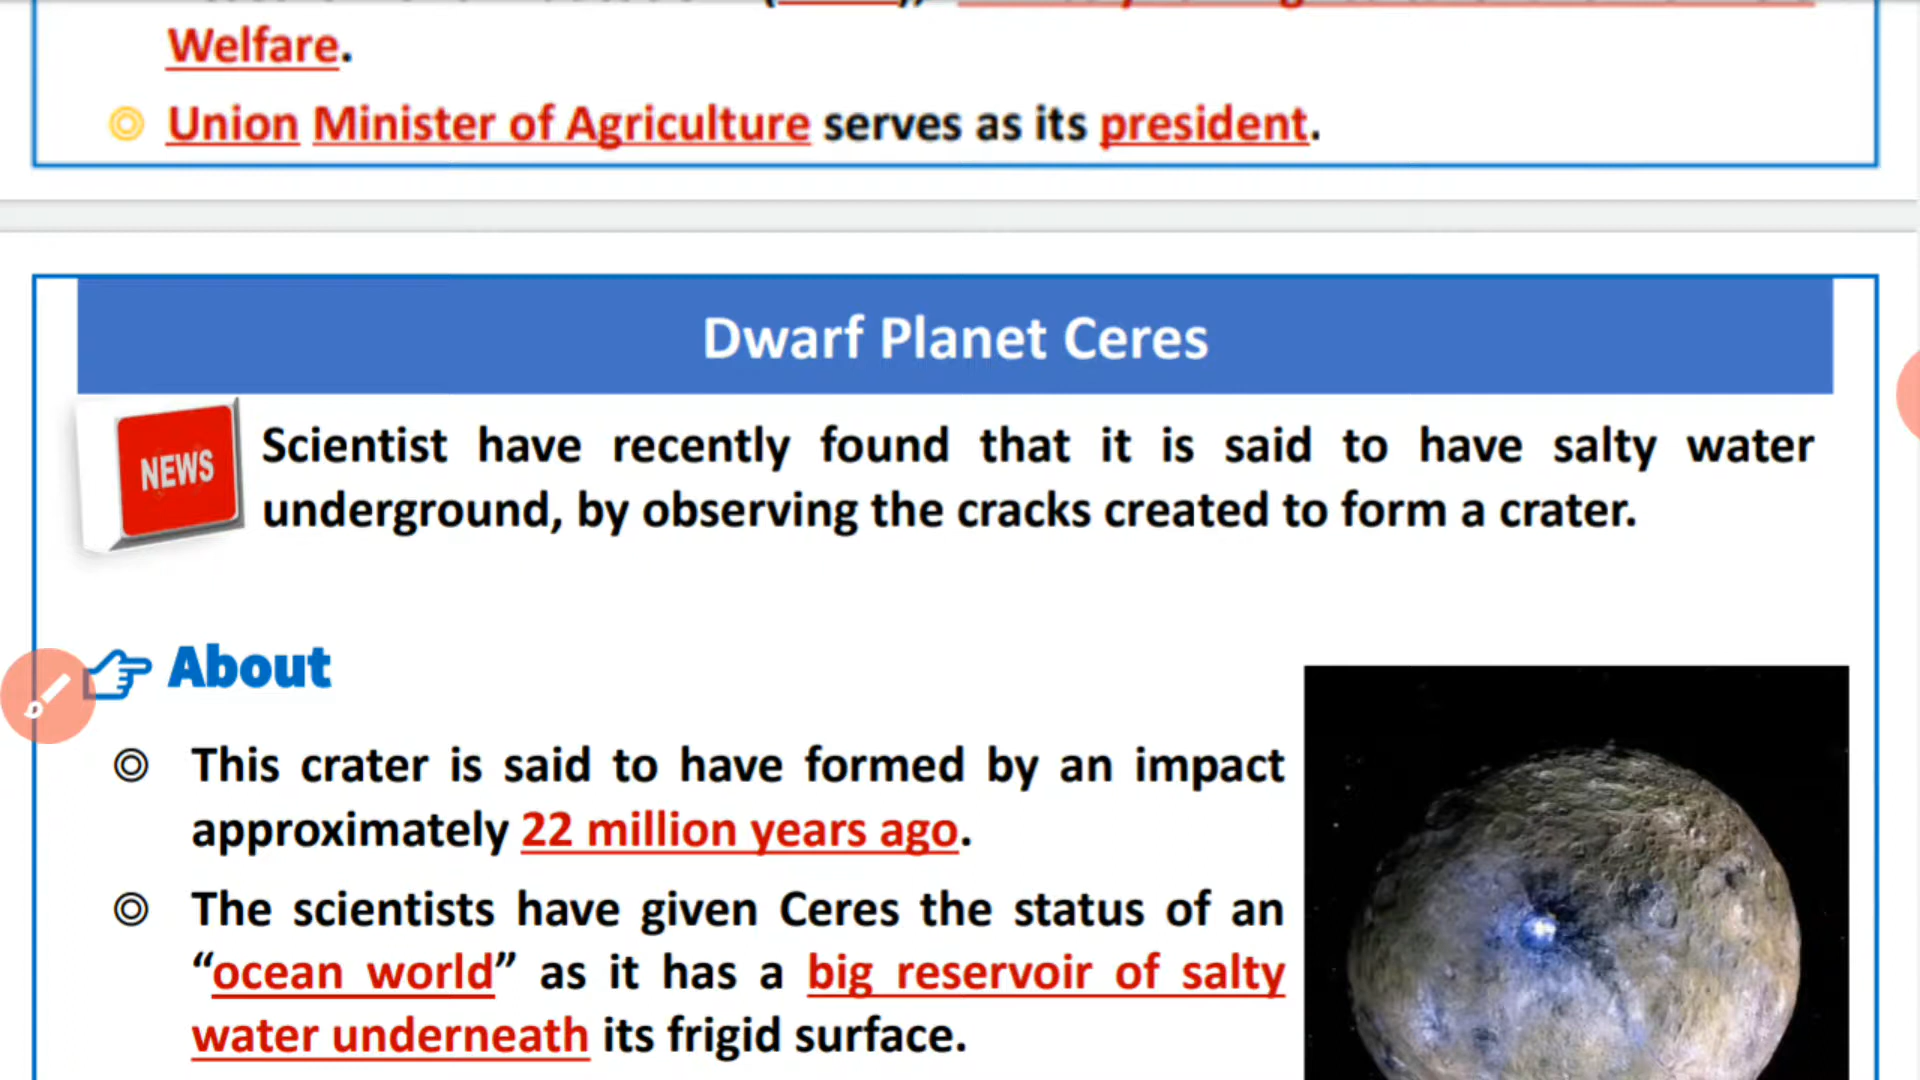 Welfare.
Union Minister of Agriculture serves as its president.
Dwarf Planet Ceres
NEWS
Scientist have recently found that it is said to have salty water
underground, by observing the cracks created to form a crater.
About
This crater is said to have formed by an impact
approximately 22 million years ago.
The scientists have given Ceres the status of an
“ocean world” as it has a big reservoir of salty
water underneath its frigid surface.